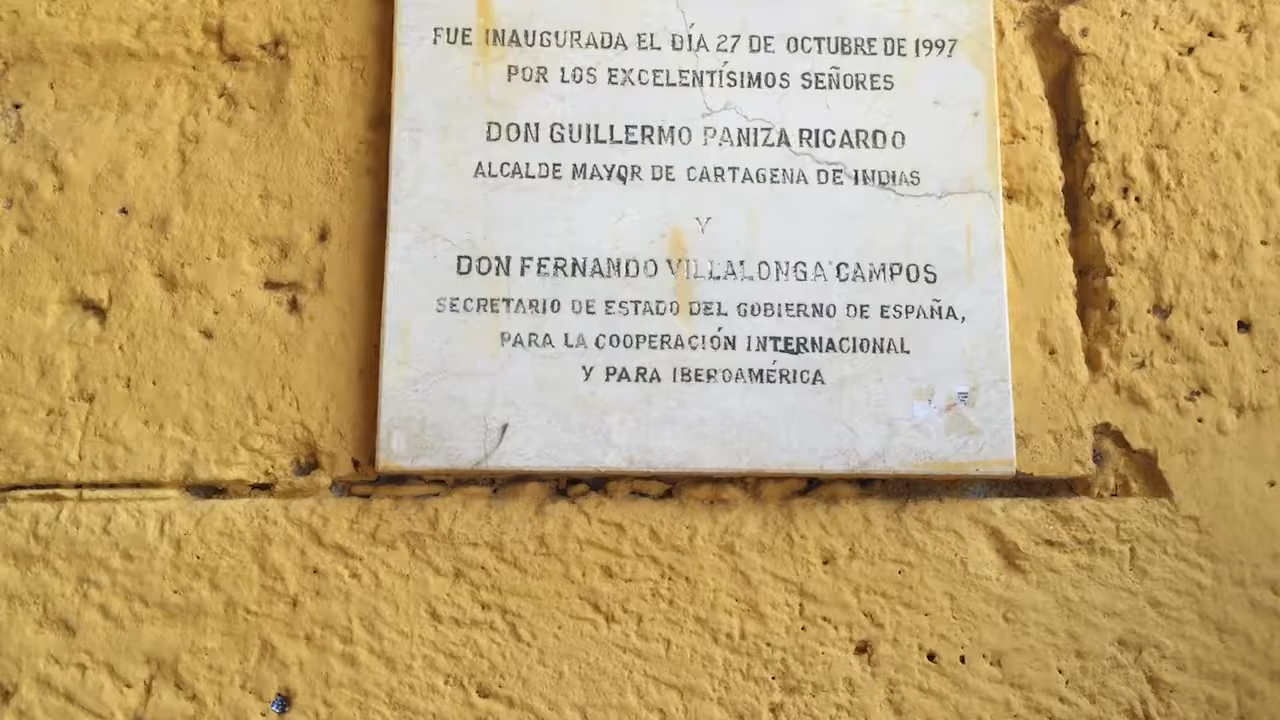 FUE INAUGURADA EL DÍA 27 DE OCTUBRE DE 1997
POR LOS EXCELENTÍSIMOS SEÑORES
DON GUILLERMO PANIZA RICARDO
ALCALDE MAYOR DE CARTAGENA DE INDIAS
Y
DON FERNANDO VILLALONGA CAMPOS
SECRETARIO DE ESTADO DEL GOBIERNO DE ESPAÑA,
PARA LA COOPERACIÓN INTERNACIONAL
Y PARA IBEROAMÉRICA